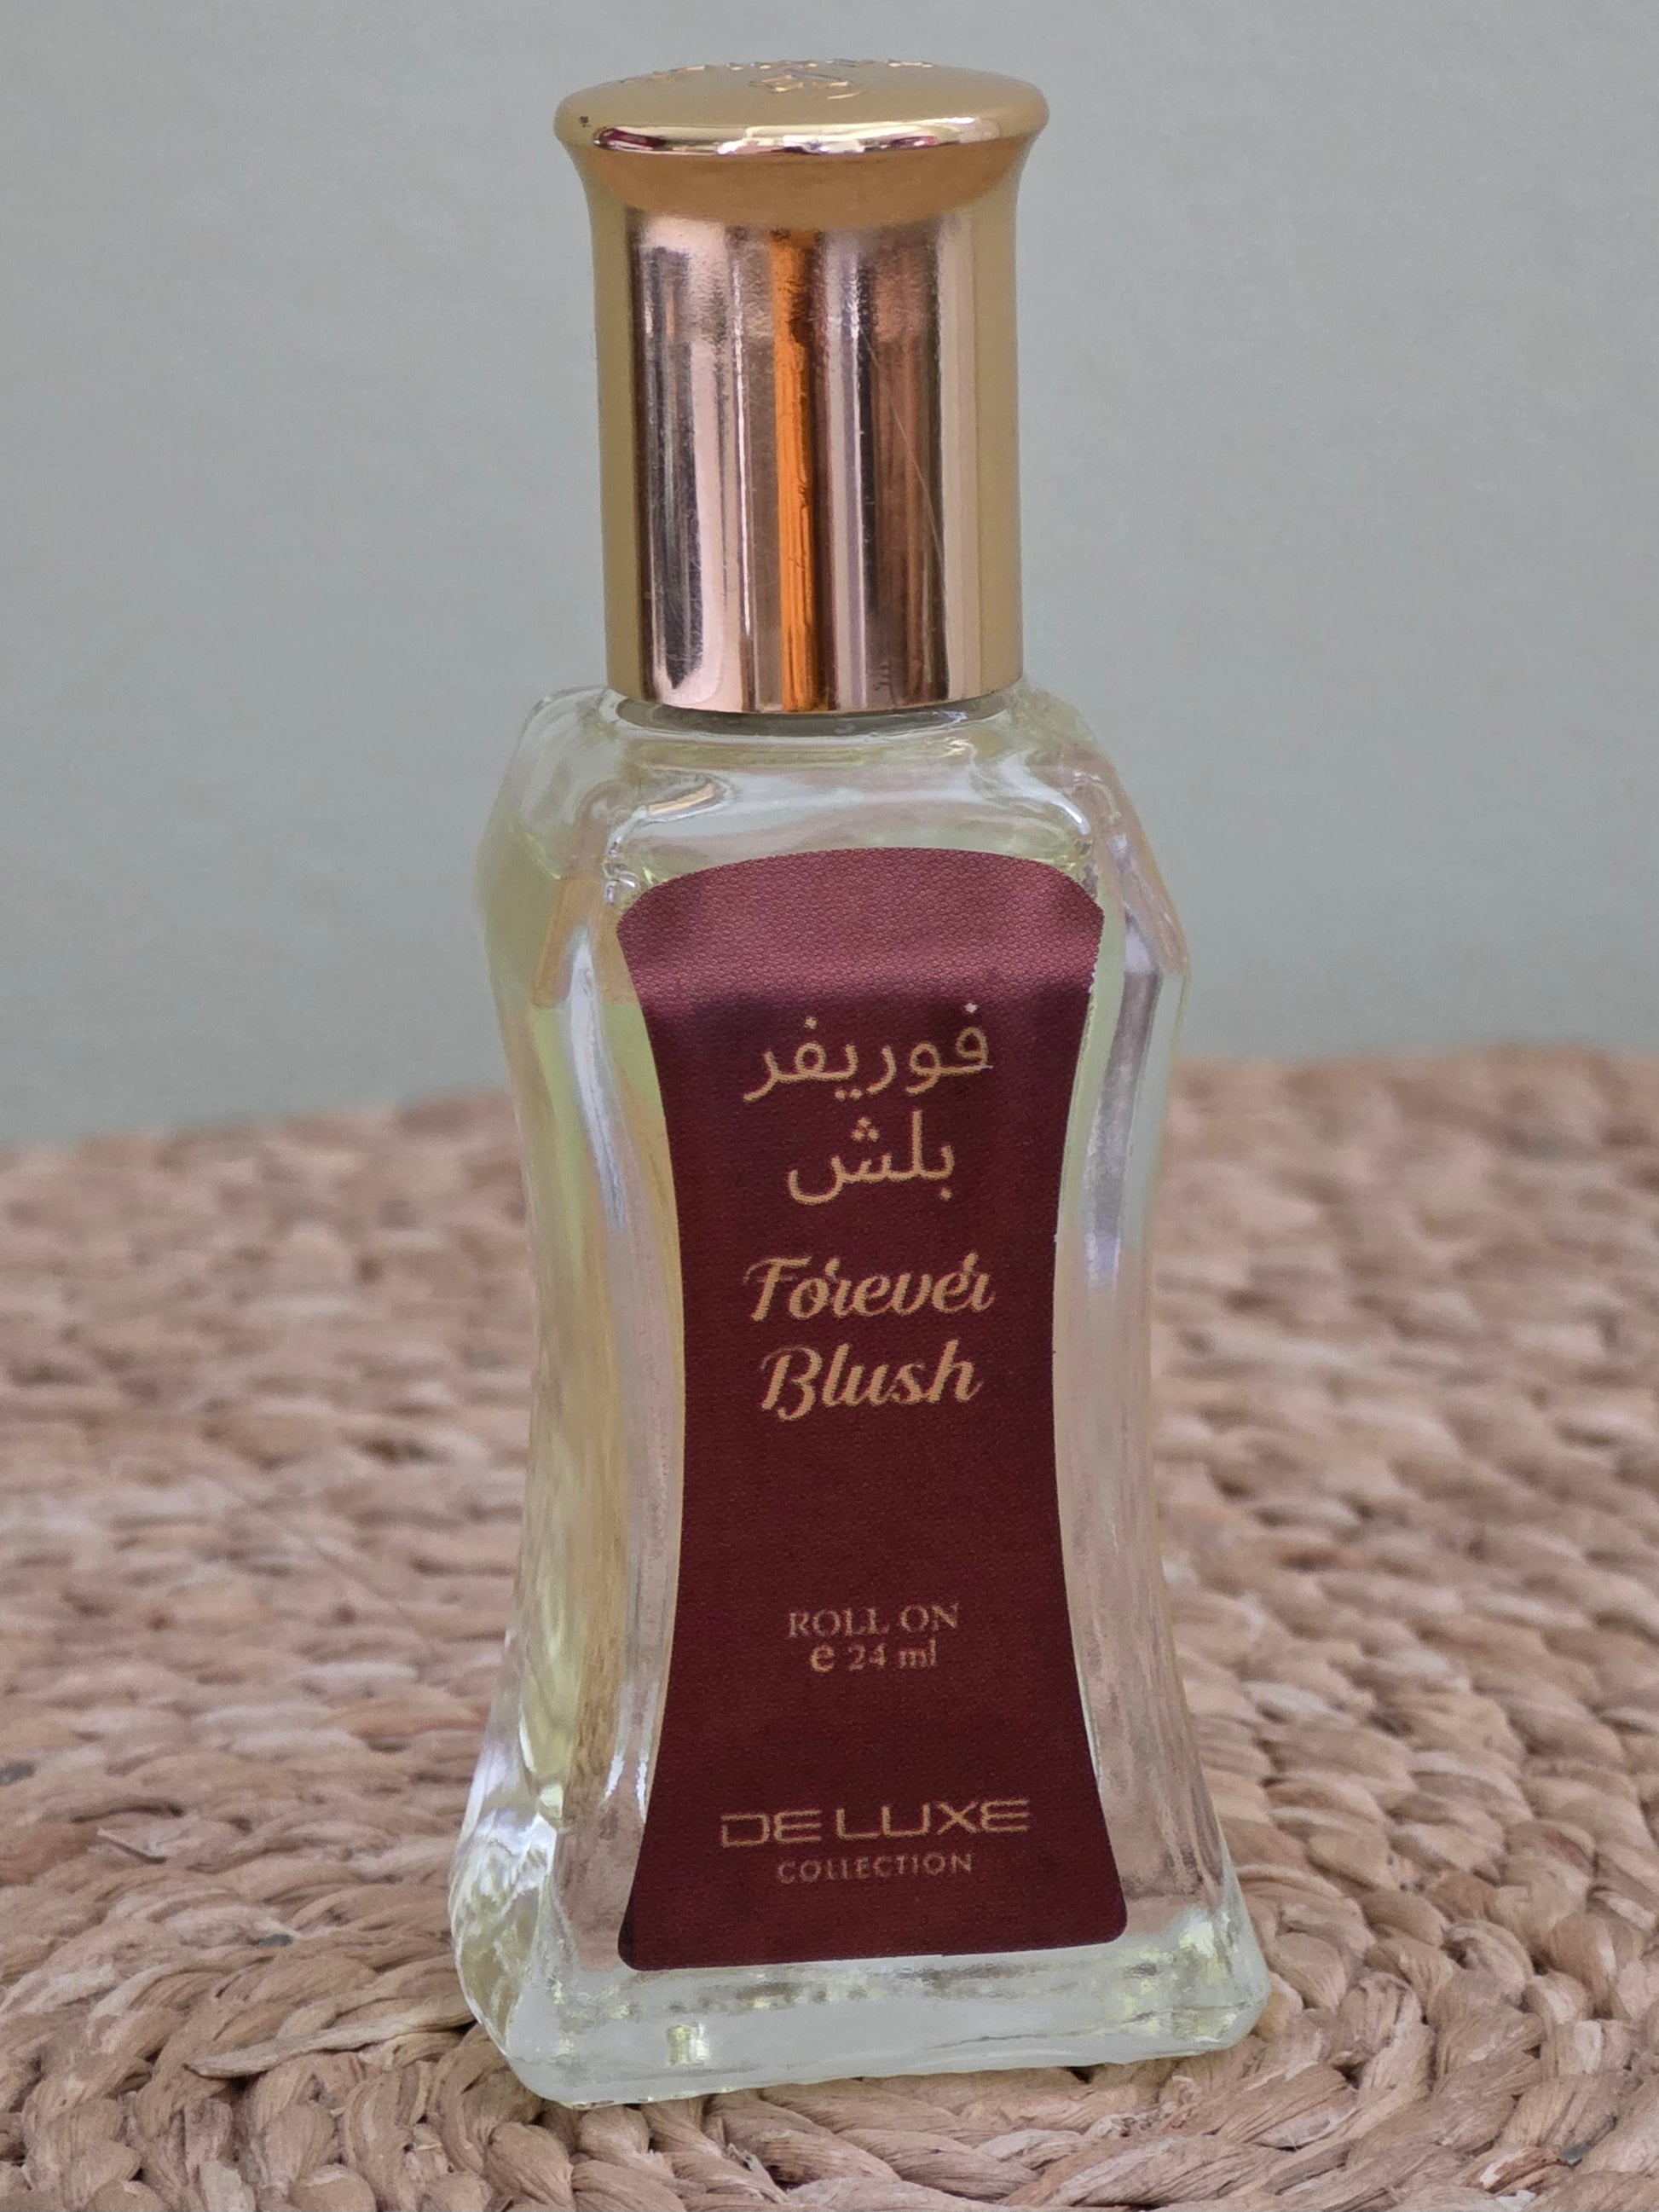 فوريفر
بلش
Forever
Blush
ROLL ON
e 24 ml
DE LUXE
COLLECTION